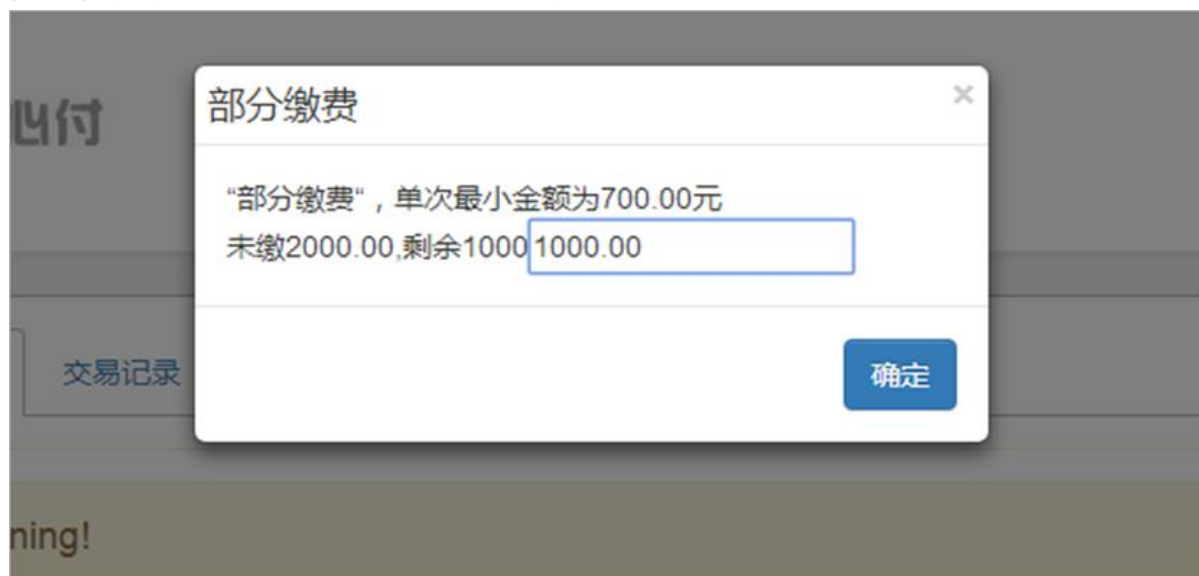 心付
部分缴费
×
“部分缴费“，单次最小金额为700.00元
未缴2000.00,剩余1000 1000.00
交易记录
确定
ning!